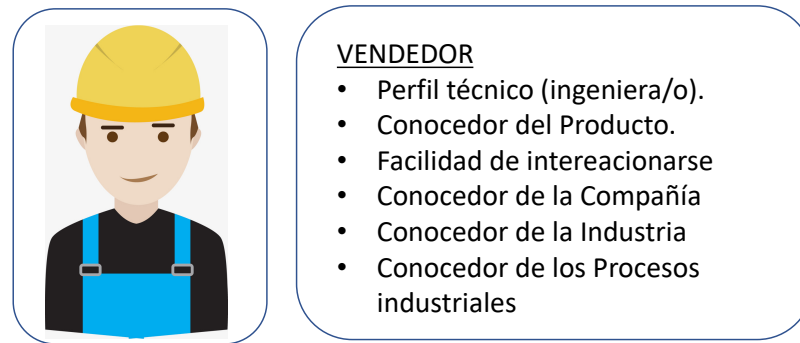 VENDEDOR
• Perfil técnico (ingeniera/o).
• Conocedor del Producto.
• Facilidad de intereacionarse
• Conocedor de la Compañía
• Conocedor de la Industria
• Conocedor de los Procesos
industriales